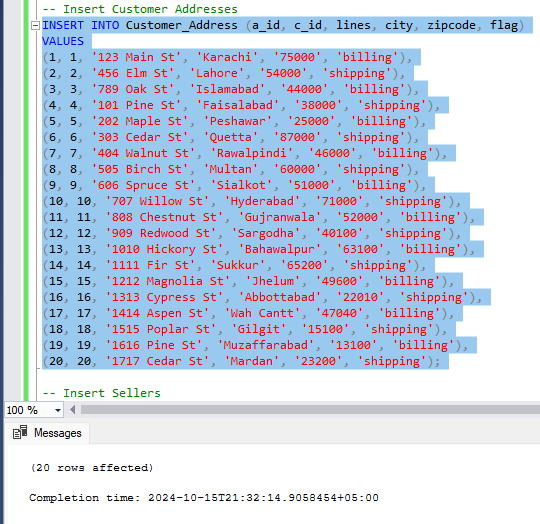 -- Insert Customer Addresses
INSERT INTO Customer_Address (a_id, c_id, lines, city, zipcode, flag)
VALUES
(1, 1, '123 Main St', 'Karachi', '75000', 'billing'),
(2, 2, '456 Elm St', 'Lahore', '54000', 'shipping'),
(3, 3, '789 Oak St', 'Islamabad', '44000', 'billing'),
(4, 4, '101 Pine St', 'Faisalabad', '38000', 'shipping'),
(5, 5, '202 Maple St', 'Peshawar', '25000', 'billing'),
(6, 6, '303 Cedar St', 'Quetta', '87000', 'shipping'),
(7, 7, '404 Walnut St', 'Rawalpindi', '46000', 'billing'),
(8, 8, '505 Birch St', 'Multan', '60000', 'shipping'),
(9, 9, '606 Spruce St', 'Sialkot', '51000', 'billing'),
(10, 10, '707 Willow St', 'Hyderabad', '71000', 'shipping'),
(11, 11, '808 Chestnut St', 'Gujranwala', '52000', 'billing'),
(12, 12, '909 Redwood St', 'Sargodha', '40100', 'shipping'),
(13, 13, '1010 Hickory St', 'Bahawalpur', '63100', 'billing'),
(14, 14, '1111 Fir St', 'Sukkur', '65200', 'shipping'),
(15, 15, '1212 Magnolia St', 'Jhelum', '49600', 'billing'),
(16, 16, '1313 Cypress St', 'Abbottabad', '22010', 'shipping'),
(17, 17, '1414 Aspen St', 'Wah Cantt', '47040', 'billing'),
(18, 18, '1515 Poplar St', 'Gilgit', '15100', 'shipping'),
(19, 19, '1616 Pine St', 'Muzaffarabad', '13100', 'billing'),
(20, 20, '1717 Cedar St', 'Mardan', '23200', 'shipping');
-- Insert Sellers
100 %
Messages
(20 rows affected)
Completion time: 2024-10-15T21:32:14.9058454+05:00